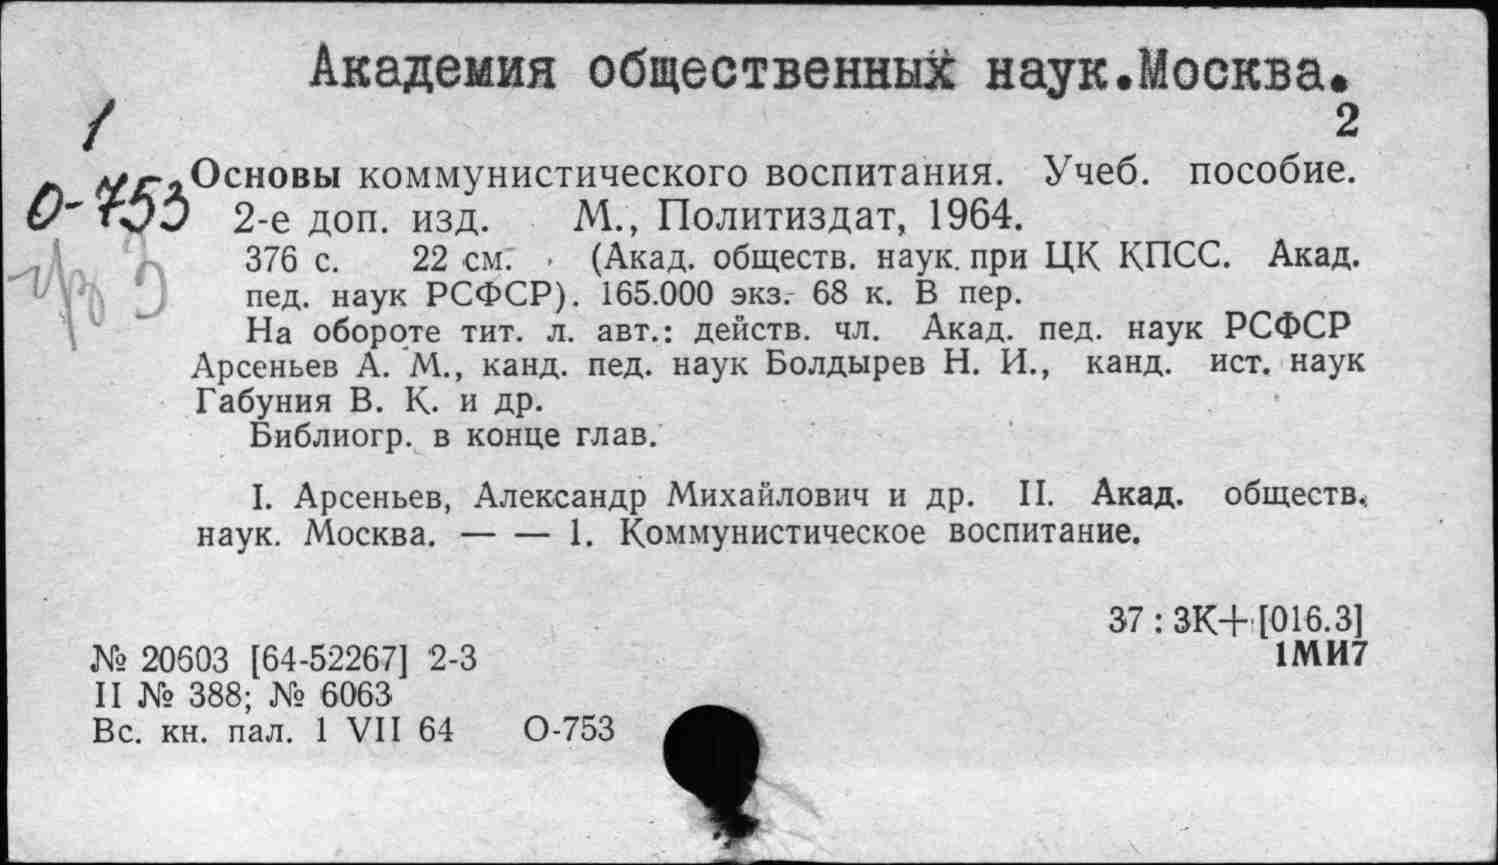 Академия общественных наук.Москва.
1
2
О-753
Основы коммунистического воспитания. Учеб. пособие.
2-е доп. изд. М., Политиздат, 1964.
376 с. 22 см. (Акад. обществ. наук. при ЦК КПСС. Акад.
пед. наук РСФСР). 165.000 экз. 68 к. В пер.
На обороте тит. л. авт.: действ. чл. Акад. пед. наук РСФСР
Арсеньев А. М., канд. пед. наук Болдырев Н. И., канд. ист. наук
Габуния В. К. и др.
Библиогр. в конце глав.
I. Арсеньев, Александр Михайлович и др. II. Акад. обществ.
наук. Москва. — — 1. Коммунистическое воспитание.
37 : 3К+[016.3]
1МИ7
№ 20603 [64-52267] 2-3
II № 388; № 6063
Вс. кн. пал. 1 VII 64 О-753